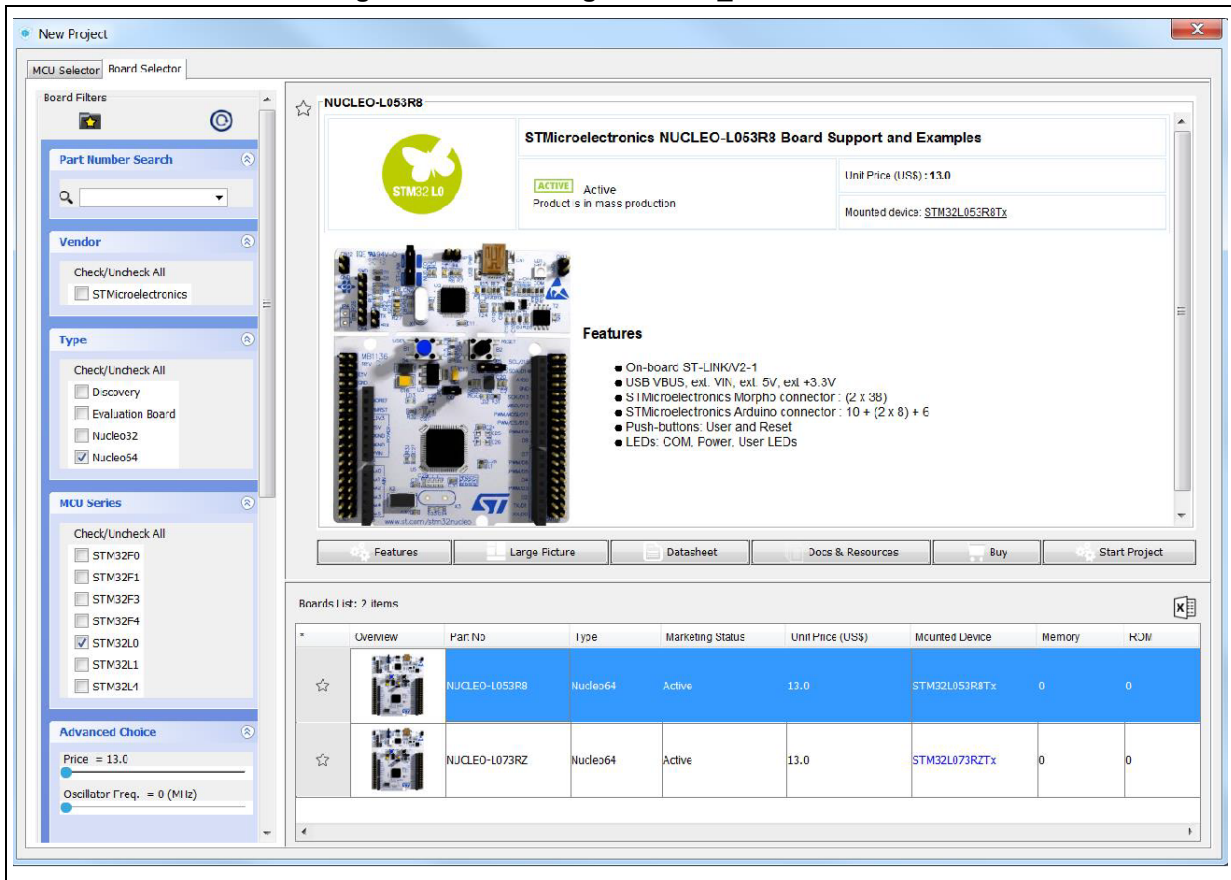 New Project
X
MCU Selector
Board Selector
Board Filters
Part Number Search
Vendor
Check/Uncheck All
STMicroelectronics
Type
Check/Uncheck All
Discovery
Evaluation Board
Nucleo32
Nucleo64
MCU Series
Check/Uncheck All
STM32F0
STM32F1
STM32F3
STM32F4
STM32L0
STM32L1
STM32L4
Advanced Choice
Price = 13.0
Oscillator Freq. = 0 (MHz)
NUCLEO-L053R8
STM32 L0
STMicroelectronics NUCLEO-L053R8 Board Support and Examples
ACTIVE Active
Product is in mass production
Unit Price (US$) : 13.0
Mounted device: STM32L053R8Tx
MB1136
www.st.com/stm32nucleo
Features
On-board ST-LINK/V2-1
USB VBUS, ext. VIN, ext. 5V, ext +3.3V
STMicroelectronics Morpho connector : (2 x 38)
STMicroelectronics Arduino connector : 10 + (2 x 8) + 6
Push-buttons: User and Reset
LEDs: COM, Power, User LEDs
Features
Large Picture
Datasheet
Docs & Resources
Buy
Start Project
Boards List: 2 items
* Overview Part No Type Marketing Status Unit Price (US$) Mounted Device Memory ROM
NUCLEO-L053R8 Nucleo64 Active 13.0 STM32L053R8Tx 0 0
NUCLEO-L073RZ Nucleo64 Active 13.0 STM32L073RZTx 0 0